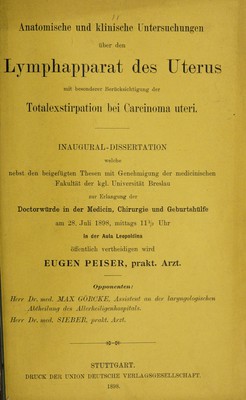 Anatomische und klinische Untersuchungen
über den
Lymphapparat des Uterus
mit besonderer Berücksichtigung der
Totalexstirpation bei Carcinoma uteri.
INAUGURAL-DISSERTATION
welche
nebst den beigefügten Thesen mit Genehmigung der medicinischen
Fakultät der kgl. Universität Breslau
zur Erlangung der
Doctorwürde in der Medicin, Chirurgie und Geburtshülfe
am 29. Juli 1898, mittags 11½ Uhr
in der Aula Leopoldina
öffentlich vertheidigen wird
EUGEN PEISER, prakt. Arzt.
Opponenten:
Herr Dr. med. MAX GÖRCKE, Assistent an der laryngologischen
Abtheilung des Allerheiligenhospitals.
Herr Dr. med. SIEBER, prakt. Arzt.
STUTTGART.
DRUCK DER UNION DEUTSCHE VERLAGSGESELLSCHAFT.
1898.